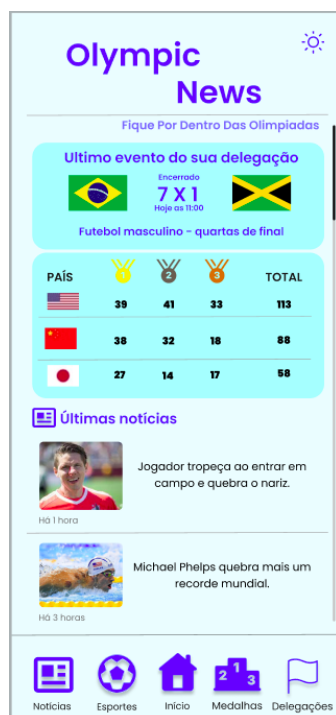 Olympic
News
Fique Por Dentro Das Olimpiadas
Ultimo evento do sua delegação
Encerrado
7 X 1
Hoje as 11:00
Futebol masculino - quartas de final
PAÍS 2 3 TOTAL
39 41 33 113
38 32 18 88
27 14 17 58
Últimas notícias
Jogador tropeça ao entrar em
campo e quebra o nariz.
Há 1 hora
Michael Phelps quebra mais um
recorde mundial.
Há 3 horas
2 1 3
Notícias Esportes Início Medalhas Delegações